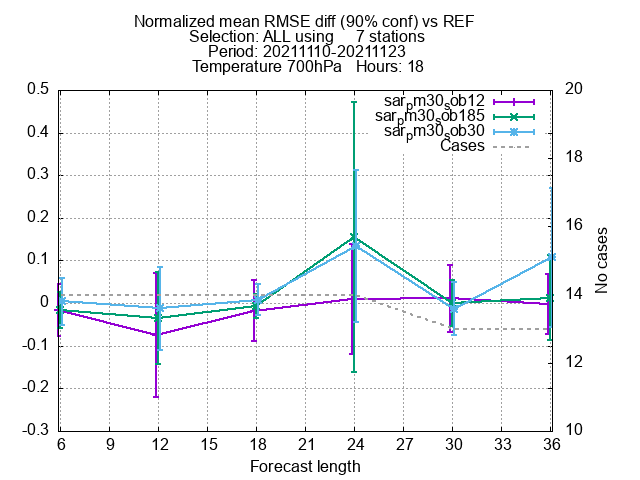 Normalized mean RMSE diff (90% conf) vs REF
Selection: ALL using 7 stations
Period: 20211110-20211123
Temperature 700hPa Hours: 18
sar_pm30_sob12
sar_pm30_sob185
sar_pm30_sob30
Cases
0.5
0.4
0.3
0.2
0.1
0
-0.1
-0.2
-0.3
20
18
16
14
12
10
No cases
6 9 12 15 18 21 24 27 30 33 36
Forecast length